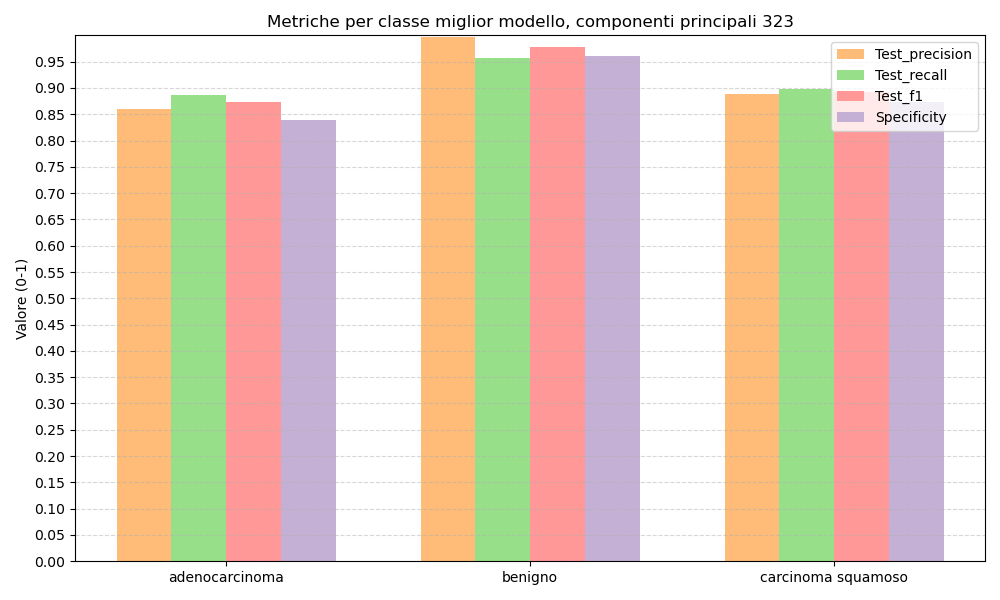 Metriche per classe miglior modello, componenti principali 323
Test_precision
Test_recall
Test_f1
Specificity
Valore (0-1)
0.95
0.90
0.85
0.80
0.75
0.70
0.65
0.60
0.55
0.50
0.45
0.40
0.35
0.30
0.25
0.20
0.15
0.10
0.05
0.00
adenocarcinoma
benigno
carcinoma squamoso